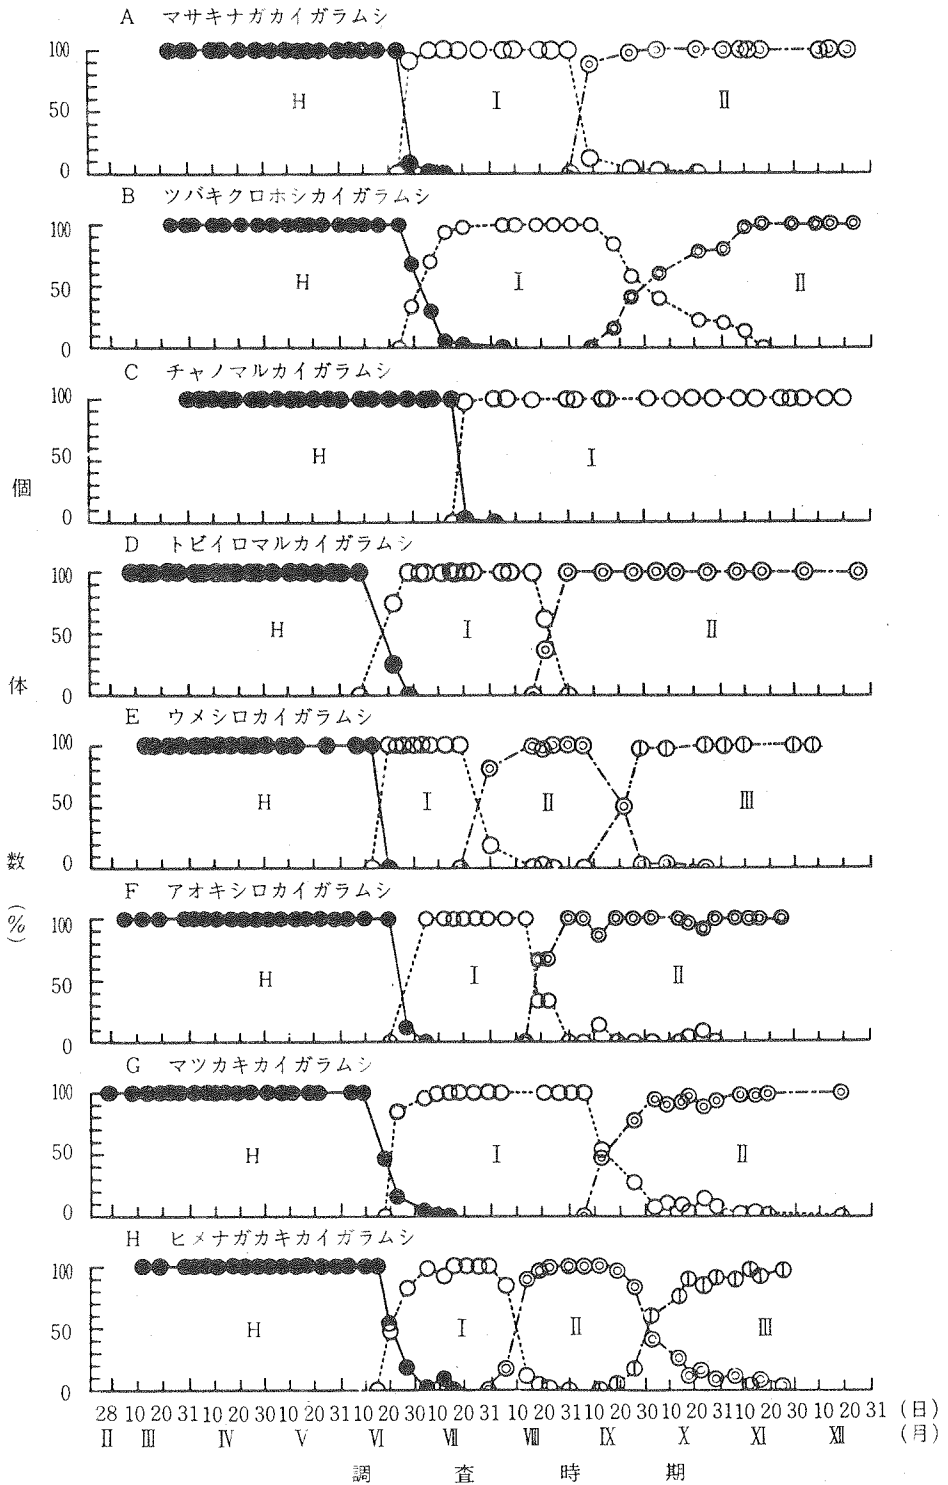 A マサキナガカイガラムシ
100
50
0
H I Ⅱ
B ツバキクロホシカイガラムシ
100
50
0
H I Ⅱ
C チャノマルカイガラムシ
100
50
0
H I
D トビイロマルカイガラムシ
100
50
0
H I Ⅱ
E ウメシロカイガラムシ
100
50
0
H I Ⅱ Ⅲ
F アオキシロカイガラムシ
100
50
0
H I Ⅱ
G マツカキカイガラムシ
100
50
0
H I Ⅱ
H ヒメナガカキカイガラムシ
100
50
0
H I Ⅱ Ⅲ
個体数(%)
28 10 20 31 10 20 30 10 20 31 10 20 30 10 20 31 10 20 31 10 20 30 10 20 31 10 20 30 10 20 31 (日)
Ⅱ Ⅲ Ⅳ Ⅴ Ⅵ Ⅶ Ⅷ Ⅸ Ⅹ Ⅺ Ⅻ (月)
調査時期